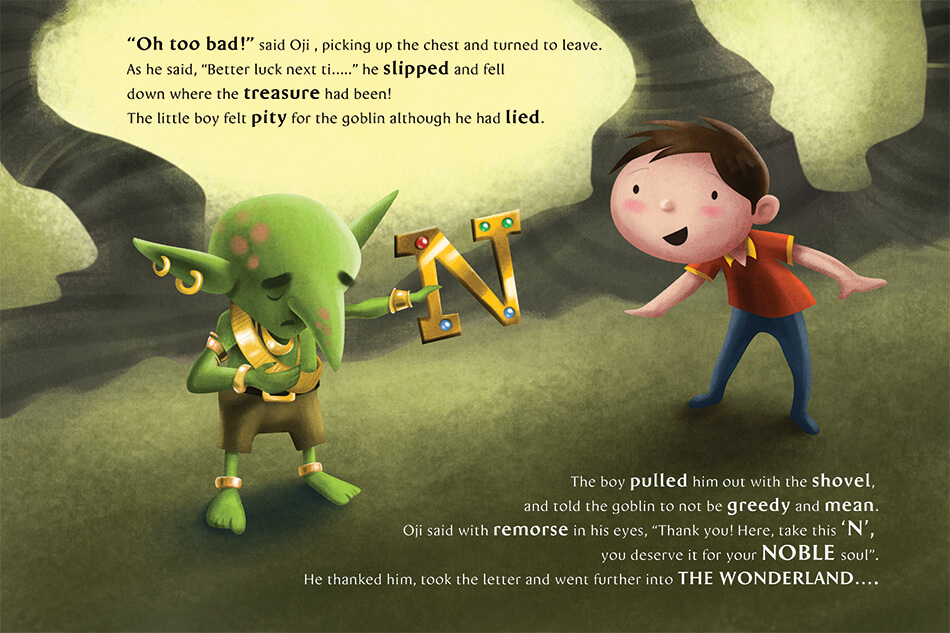 “Oh too bad!” said Oji , picking up the chest and turned to leave.
As he said, “Better luck next ti.....” he slipped and fell
down where the treasure had been!
The little boy felt pity for the goblin although he had lied.
N
The boy pulled him out with the shovel,
and told the goblin to not be greedy and mean.
Oji said with remorse in his eyes, “Thank you! Here, take this ‘N’,
you deserve it for your NOBLE soul”.
He thanked him, took the letter and went further into THE WONDERLAND....